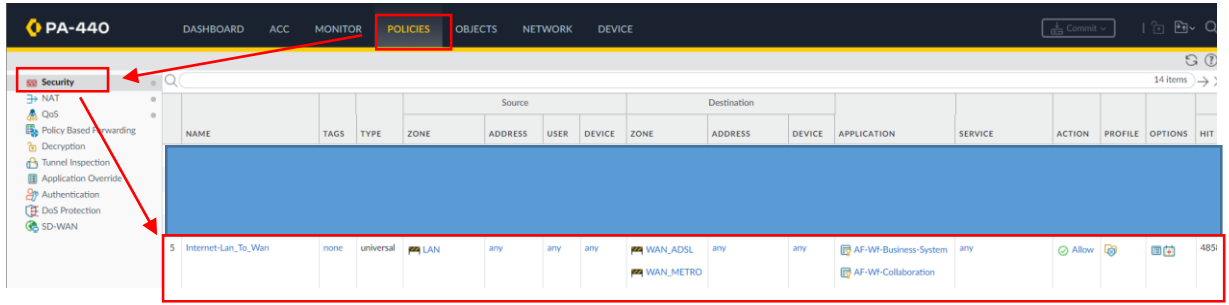 PA-440 DASHBOARD ACC MONITOR POLICIES OBJECTS NETWORK DEVICE Commit
14 items
Security
NAT
QoS
Policy Based Forwarding
Decryption
Tunnel Inspection
Application Override
Authentication
DoS Protection
SD-WAN
Source Destination
NAME TAGS TYPE ZONE ADDRESS USER DEVICE ZONE ADDRESS DEVICE APPLICATION SERVICE ACTION PROFILE OPTIONS HIT
5 Internet-Lan_To_Wan none universal LAN any any any WAN_ADSL any any AF-Wf-Business-System any Allow
WAN_METRO AF-Wf-Collaboration